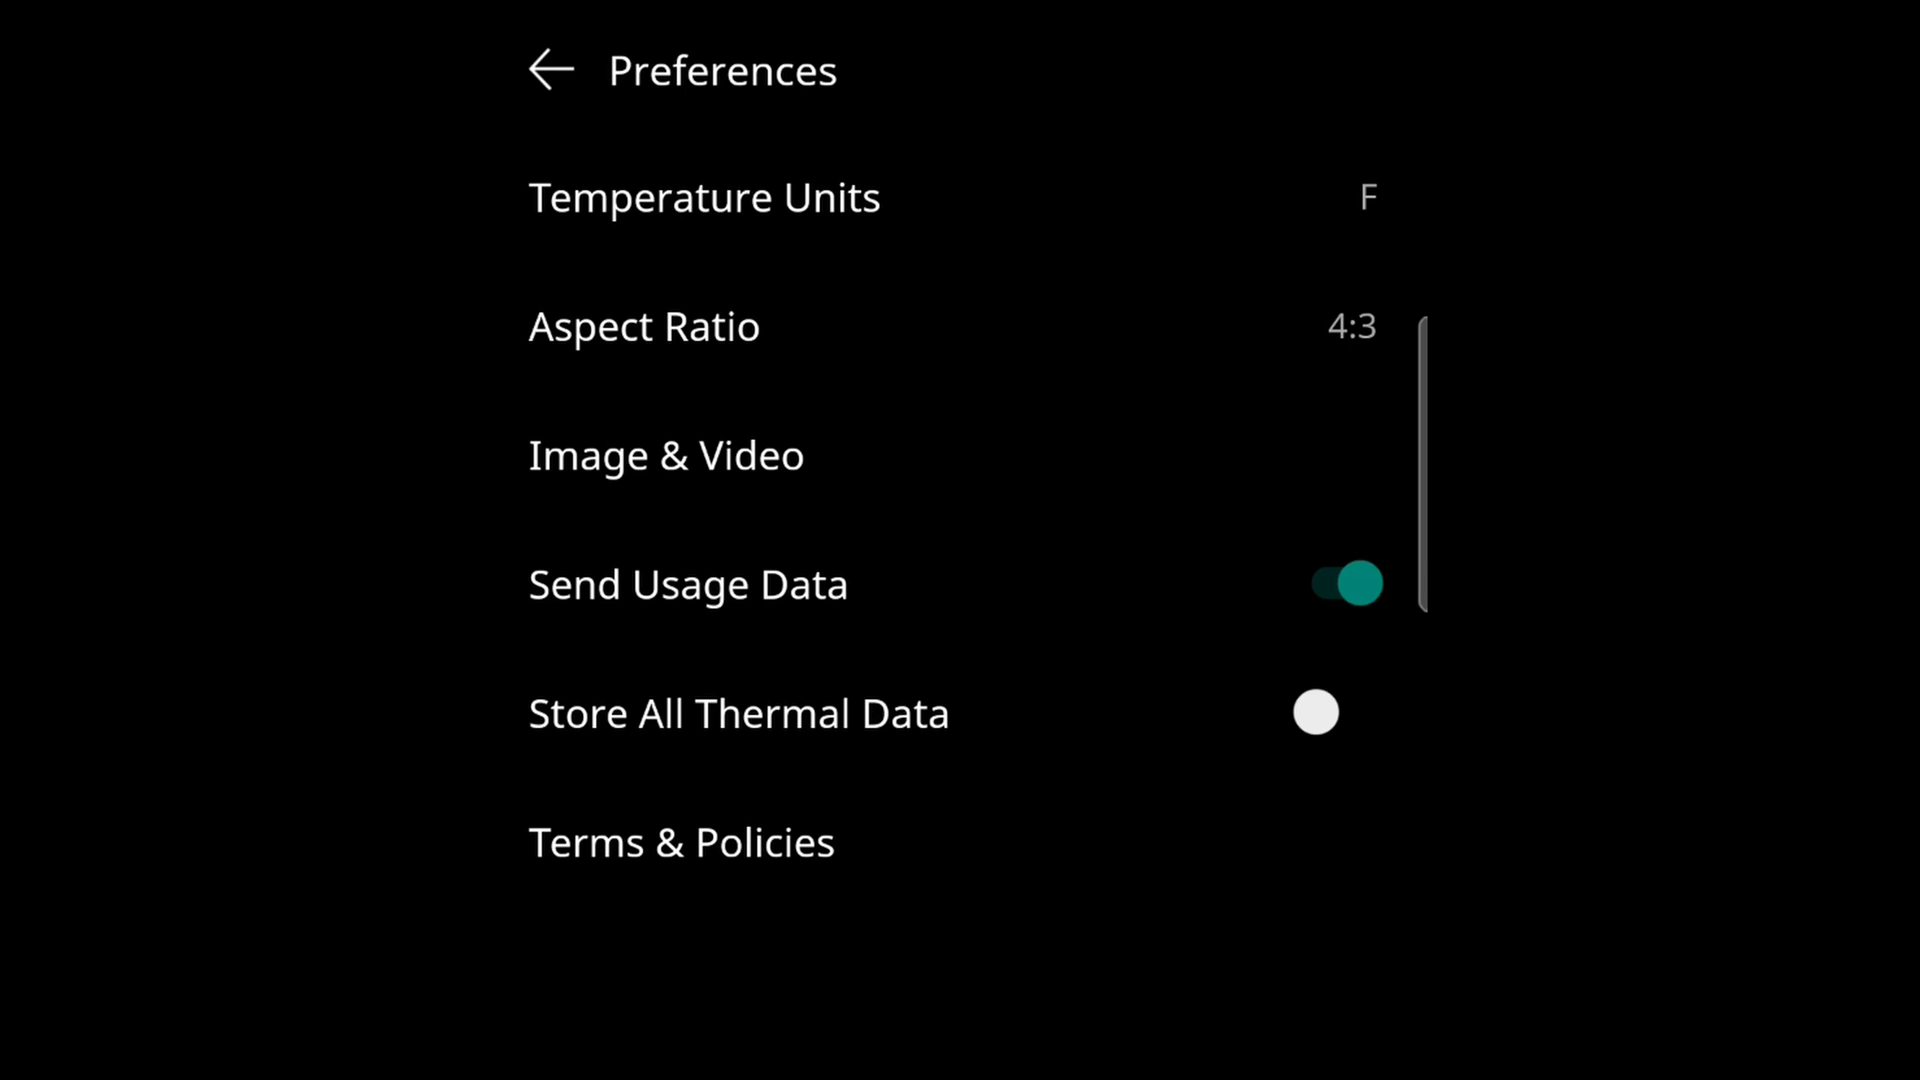 Preferences
Temperature Units F
Aspect Ratio 4:3
Image & Video
Send Usage Data
Store All Thermal Data
Terms & Policies